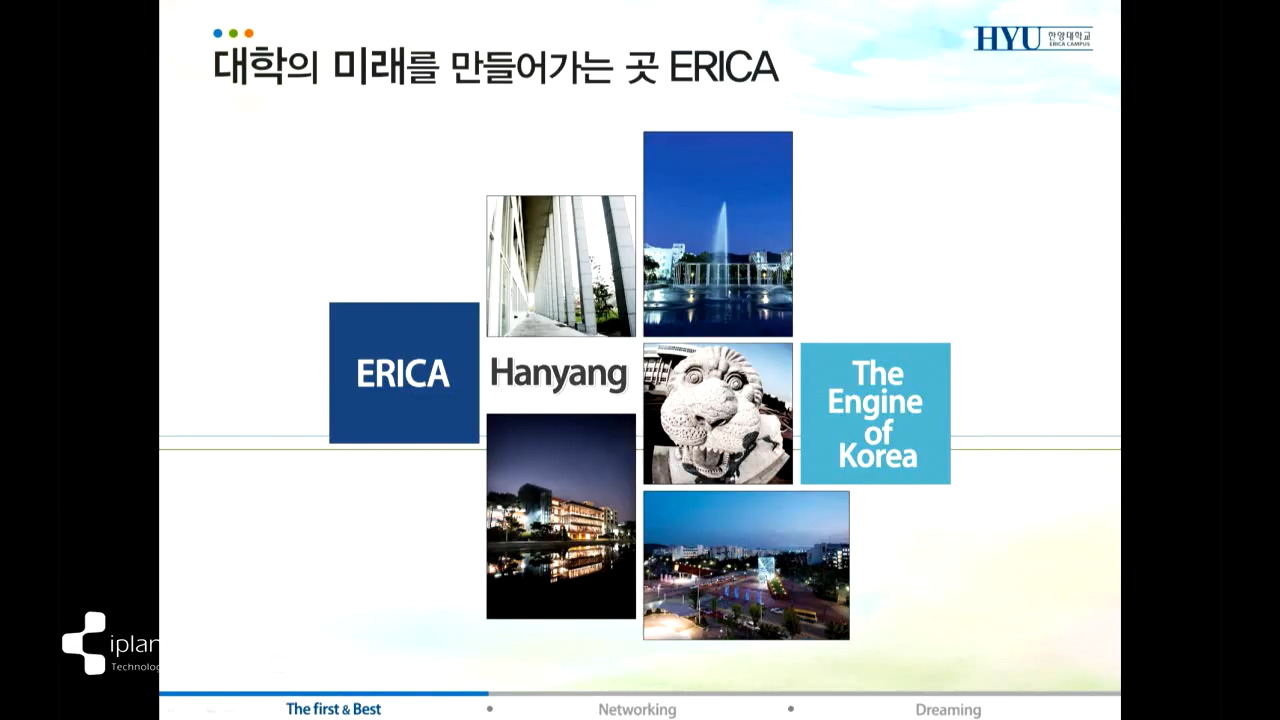 대학의 미래를 만들어가는 곳 ERICA
HYU 한양대학교
ERICA CAMPUS
ERICA
Hanyang
The
Engine
of
Korea
iplan
Technolog
The first & Best
Networking
Dreaming